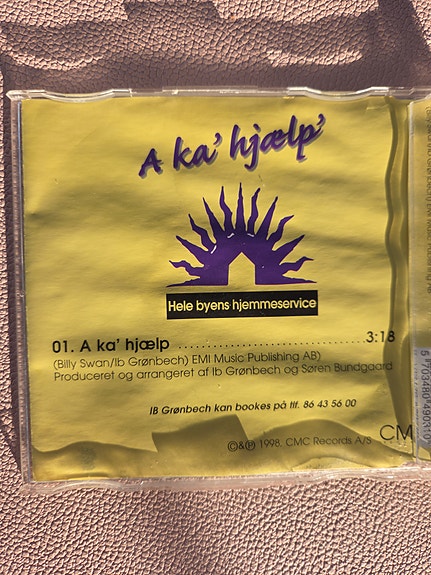 A ka' hjælp'
Hele byens hjemmeservice
01. A ka' hjælp ........................................ 3:18
(Billy Swan/Ib Grønbech) EMI Music Publishing AB)
Produceret og arrangeret af Ib Grønbech og Søren Bundgaard
IB Grønbech kan bookes på tlf. 86 43 56 00
©&℗ 1998, CMC Records A/S
CM